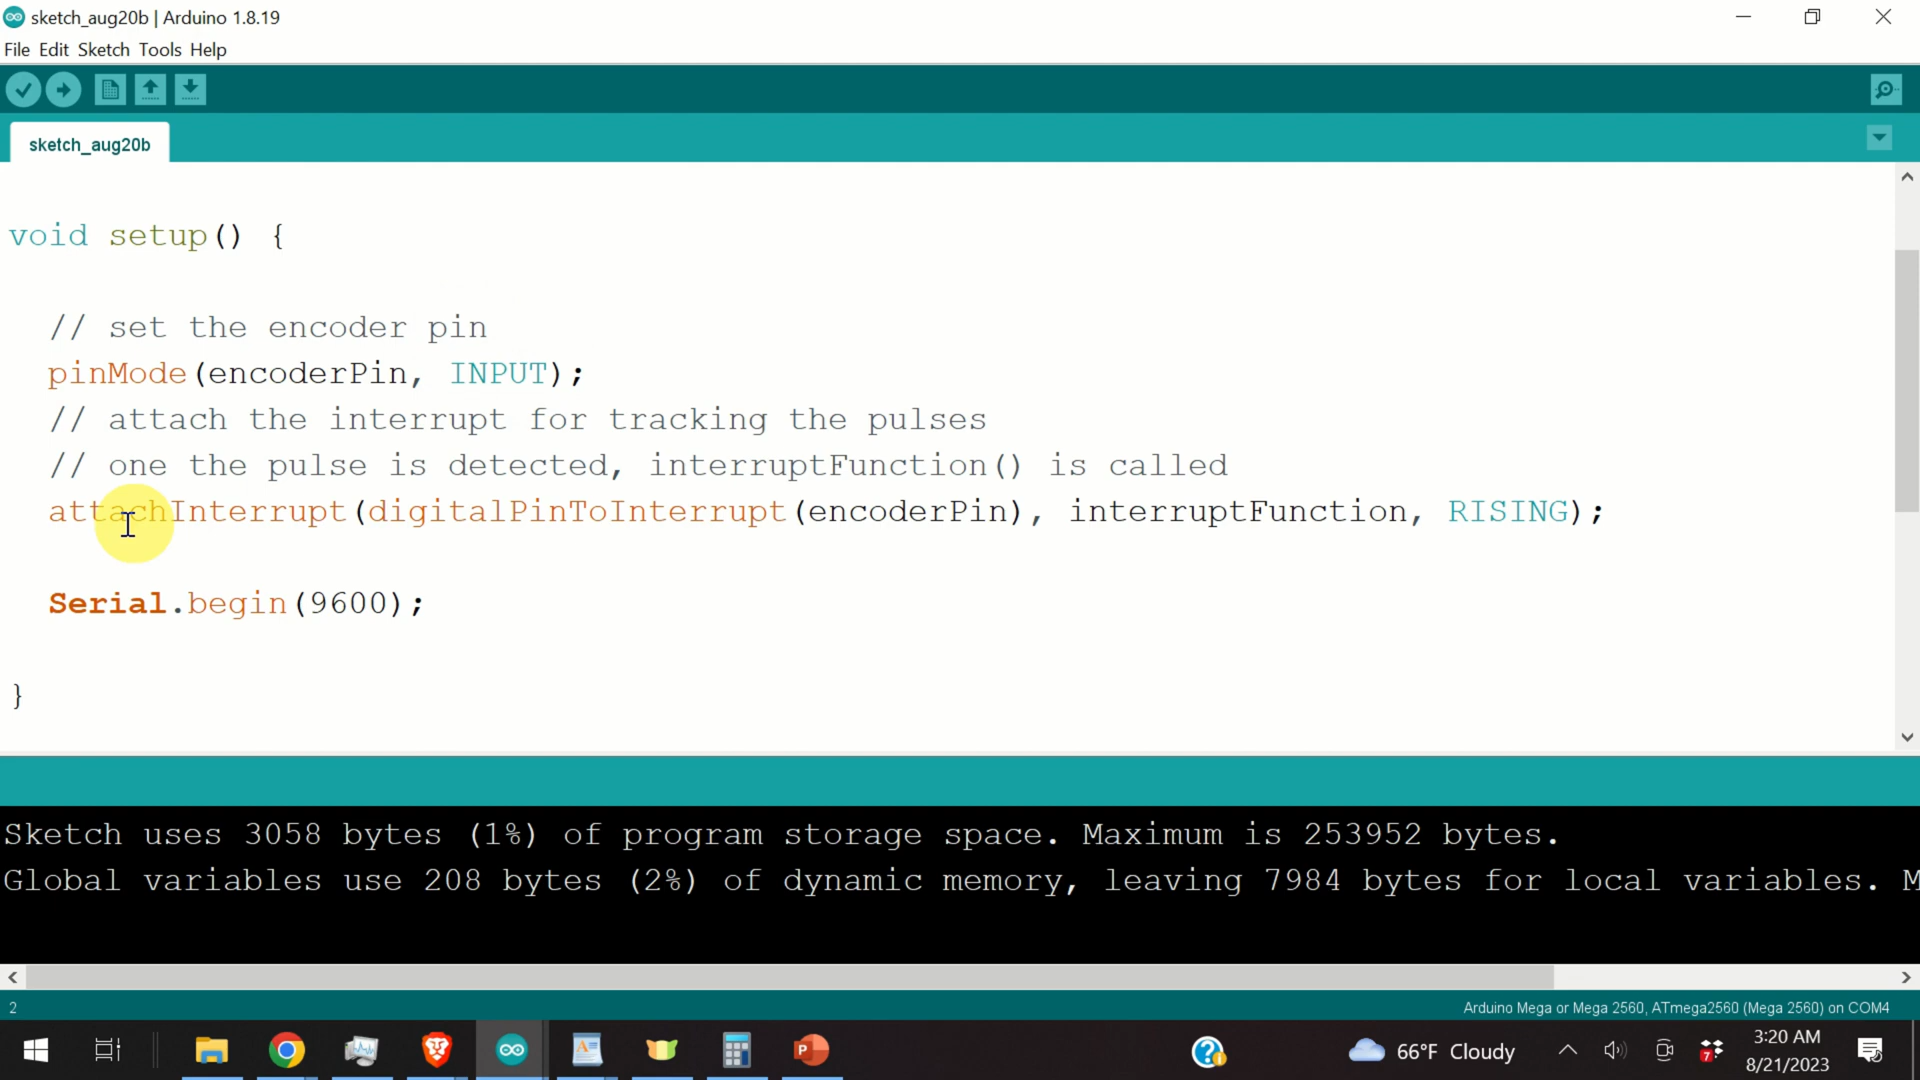 sketch_aug20b | Arduino 1.8.19
File Edit Sketch Tools Help
sketch_aug20b
void setup() {
// set the encoder pin
pinMode(encoderPin, INPUT);
// attach the interrupt for tracking the pulses
// one the pulse is detected, interruptFunction() is called
attachInterrupt(digitalPinToInterrupt(encoderPin), interruptFunction, RISING);
Serial.begin(9600);
}
Sketch uses 3058 bytes (1%) of program storage space. Maximum is 253952 bytes.
Global variables use 208 bytes (2%) of dynamic memory, leaving 7984 bytes for local variables. M
2
Arduino Mega or Mega 2560, ATmega2560 (Mega 2560) on COM4
66°F Cloudy
7
3:20 AM
8/21/2023